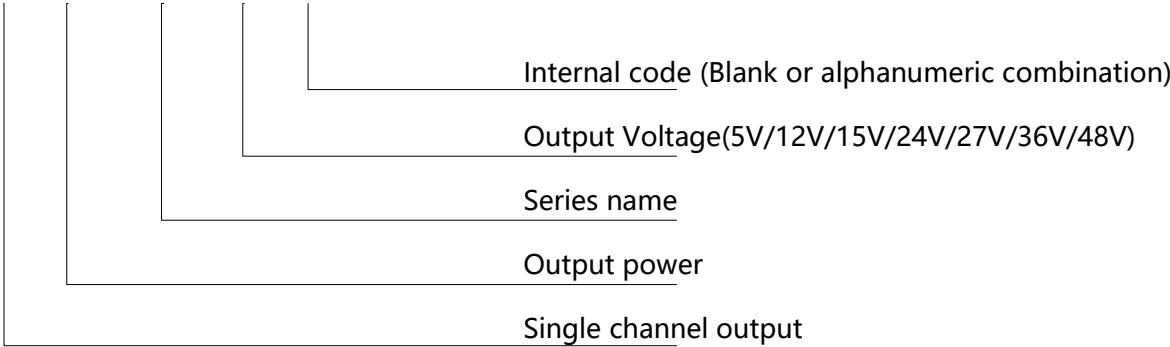 Internal code (Blank or alphanumeric combination)
Output Voltage(5V/12V/15V/24V/27V/36V/48V)
Series name
Output power
Single channel output